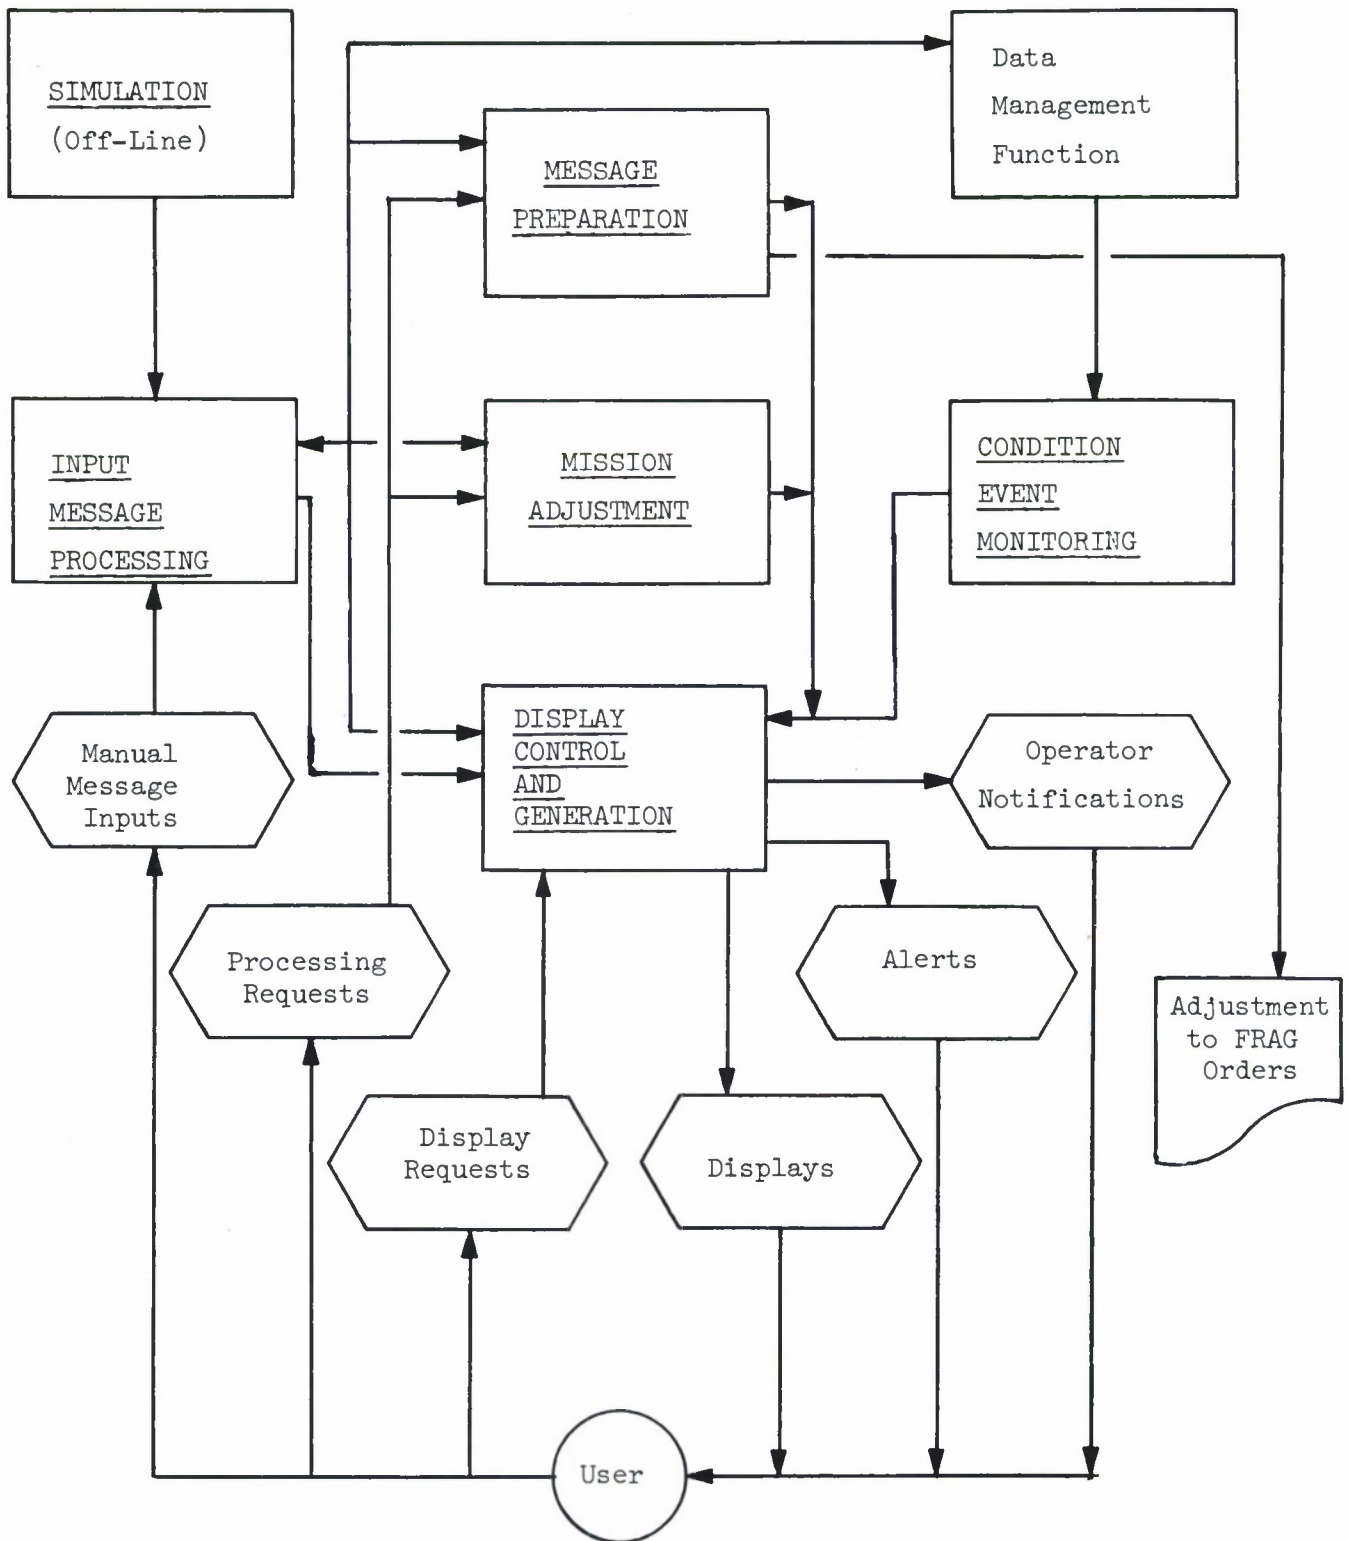 SIMULATION
(Off-Line)
Data
Management
Function
MESSAGE
PREPARATION
INPUT
MESSAGE
PROCESSING
MISSION
ADJUSTMENT
CONDITION
EVENT
MONITORING
DISPLAY
CONTROL
AND
GENERATION
Manual
Message
Inputs
Operator
Notifications
Processing
Requests
Alerts
Adjustment
to FRAG
Orders
Display
Requests
Displays
User